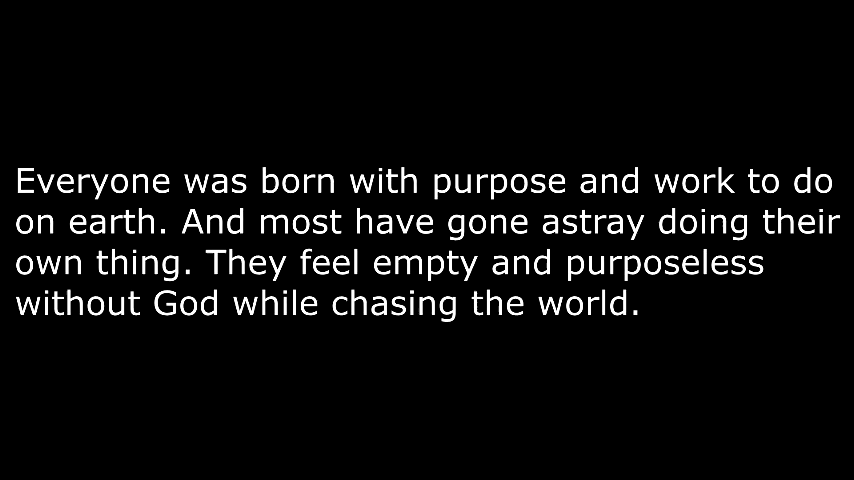 Everyone was born with purpose and work to do
on earth. And most have gone astray doing their
own thing. They feel empty and purposeless
without God while chasing the world.